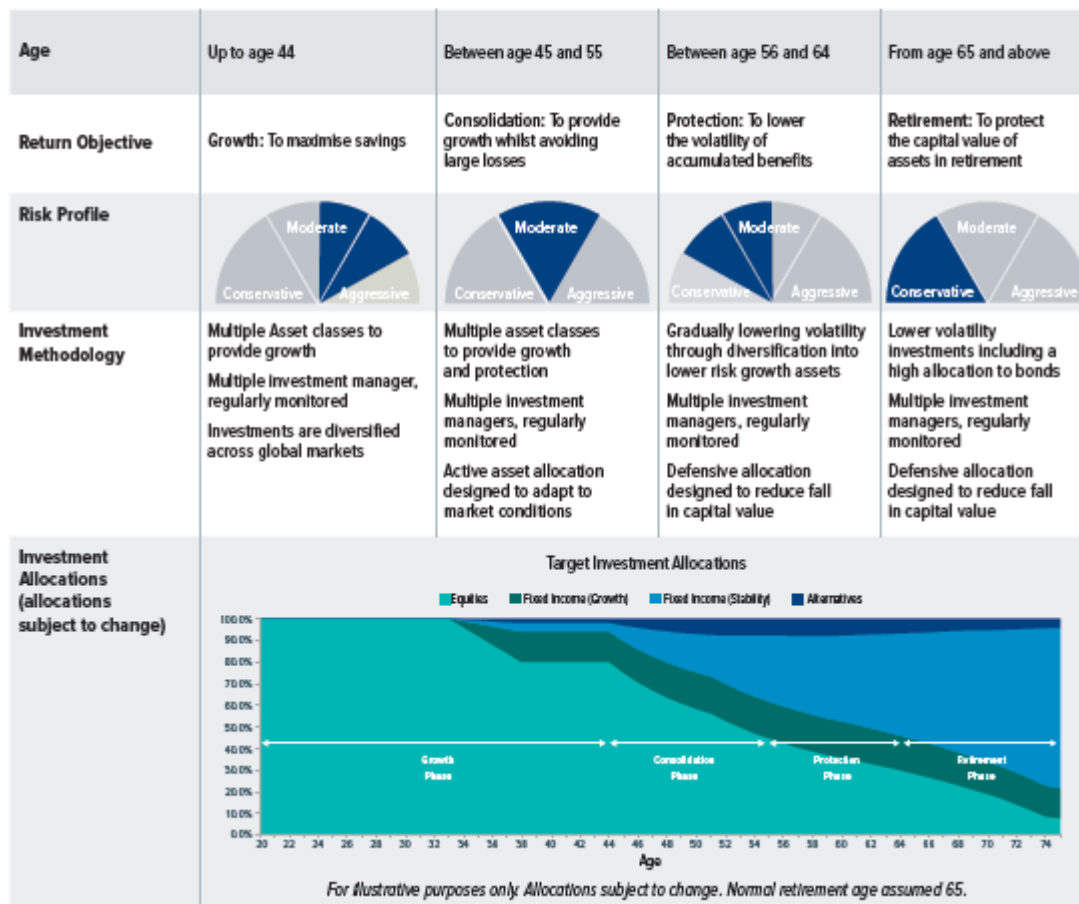 Age
Up to age 44
Between age 45 and 55
Between age 56 and 64
From age 65 and above
Return Objective
Growth: To maximise savings
Consolidation: To provide
growth whilst avoiding
large losses
Protection: To lower
the volatility of
accumulated benefits
Retirement: To protect
the capital value of
assets in retirement
Risk Profile
Moderate
Conservative
Aggressive
Moderate
Conservative
Aggressive
Moderate
Conservative
Aggressive
Moderate
Conservative
Aggressive
Investment
Methodology
Multiple Asset classes to
provide growth
Multiple investment manager,
regularly monitored
Investments are diversified
across global markets
Multiple asset classes
to provide growth
and protection
Multiple investment
managers, regularly
monitored
Active asset allocation
designed to adapt to
market conditions
Gradually lowering volatility
through diversification into
lower risk growth assets
Multiple investment
managers, regularly
monitored
Defensive allocation
designed to reduce fall
in capital value
Lower volatility
investments including a
high allocation to bonds
Multiple investment
managers, regularly
monitored
Defensive allocation
designed to reduce fall
in capital value
Investment
Allocations
(allocations
subject to change)
Target Investment Allocations
Equities Fixed Income (Growth) Fixed Income (Stability) Alternatives
100.0%
90.0%
80.0%
70.0%
60.0%
50.0%
40.0%
30.0%
20.0%
10.0%
0.0%
Growth
Phase
Consolidation
Phase
Protection
Phase
Retirement
Phase
20 22 24 26 28 30 32 34 36 38 40 42 44 46 48 50 52 54 56 58 60 62 64 66 68 70 72 74
Age
For illustrative purposes only. Allocations subject to change. Normal retirement age assumed 65.